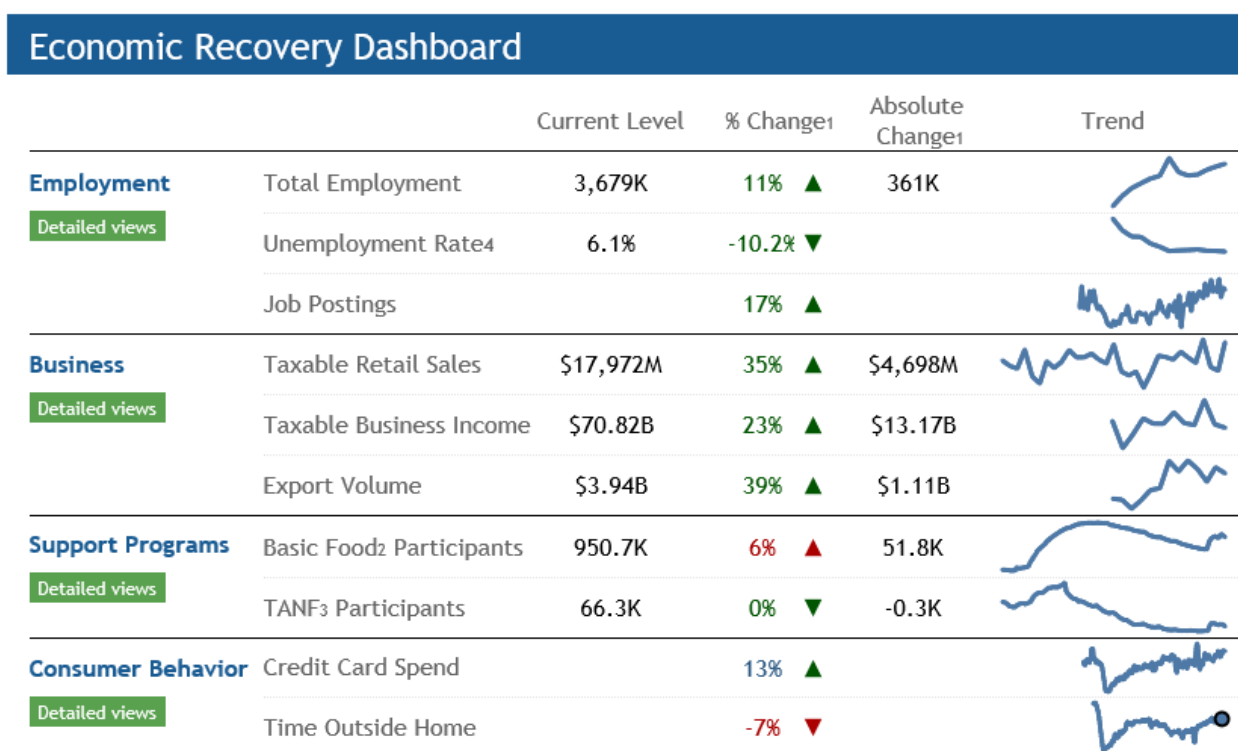 Economic Recovery Dashboard
Current Level % Change1 Absolute Change1 Trend
Employment Total Employment 3,679K 11% ▲ 361K
Detailed views
Unemployment Rate4 6.1% -10.2% ▼
Job Postings 17% ▲
Business Taxable Retail Sales $17,972M 35% ▲ $4,698M
Detailed views
Taxable Business Income $70.82B 23% ▲ $13.17B
Export Volume $3.94B 39% ▲ $1.11B
Support Programs Basic Food2 Participants 950.7K 6% ▲ 51.8K
Detailed views
TANF3 Participants 66.3K 0% ▼ -0.3K
Consumer Behavior Credit Card Spend 13% ▲
Detailed views
Time Outside Home -7% ▼